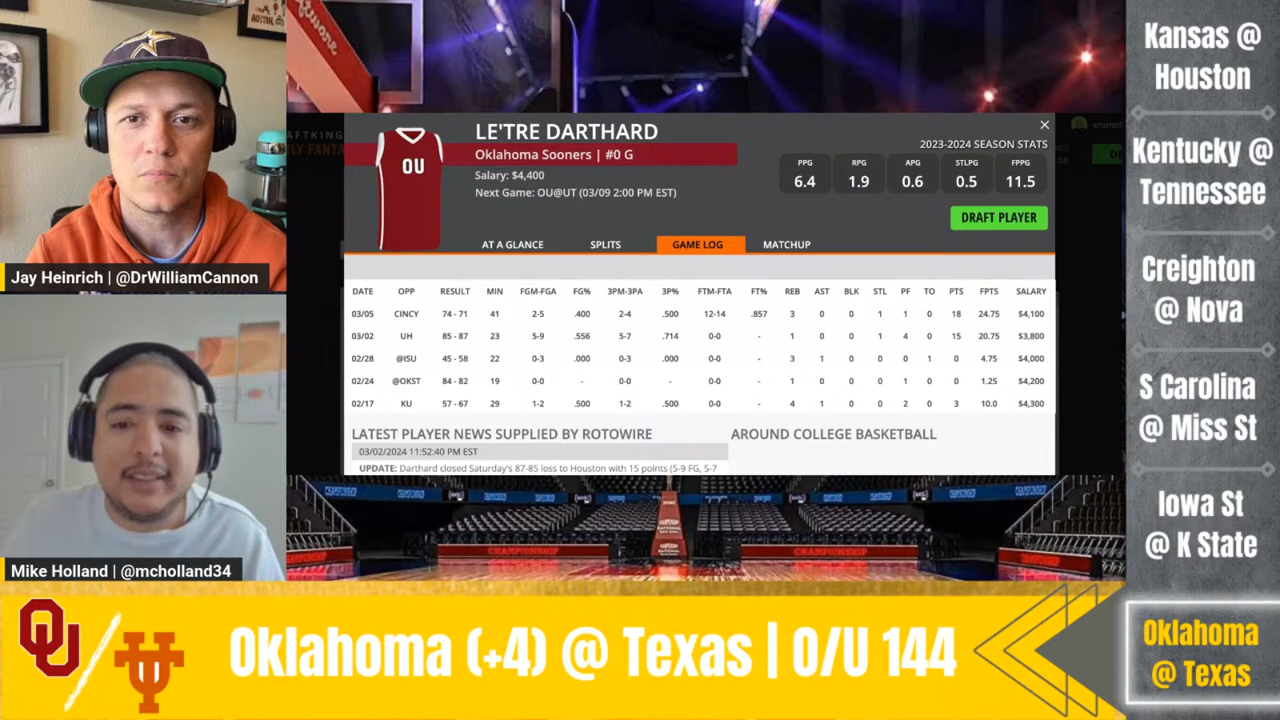 AUSTIN,
software
Kansas @
Houston
Kentucky @
Tennessee
Creighton
@ Nova
S Carolina
@ Miss St
Iowa St
@ K State
Oklahoma
@ Texas
Jay Heinrich | @DrWilliamCannon
Mike Holland | @mcholland34
OU
LE'TRE DARTHARD
Oklahoma Sooners | #0 G
Salary: $4,400
Next Game: OU@UT (03/09 2:00 PM EST)
2023-2024 SEASON STATS
PPG RPG APG STLPG FPPG
6.4 1.9 0.6 0.5 11.5
DRAFT PLAYER
AT A GLANCE SPLITS GAME LOG MATCHUP
DATE OPP RESULT MIN FGM-FGA FG% 3PM-3PA 3P% FTM-FTA FT% REB AST BLK STL PF TO PTS FPTS SALARY
03/05 CINCY 74 - 71 41 2-5 .400 2-4 .500 12-14 .857 3 0 0 1 1 0 18 24.75 $4,100
03/02 UH 85 - 87 23 5-9 .556 5-7 .714 0-0 - 1 0 0 1 4 0 15 20.75 $3,800
02/28 @ISU 45 - 58 22 0-3 .000 0-3 .000 0-0 - 3 1 0 0 0 1 0 4.75 $4,000
02/24 @OKST 84 - 82 19 0-0 - 0-0 - 0-0 - 1 0 0 0 1 0 0 1.25 $4,200
02/17 KU 57 - 67 29 1-2 .500 1-2 .500 0-0 - 4 1 0 0 2 0 3 10.0 $4,300
LATEST PLAYER NEWS SUPPLIED BY ROTOWIRE
AROUND COLLEGE BASKETBALL
03/02/2024 11:52:40 PM EST
UPDATE: Darthard closed Saturday's 87-85 loss to Houston with 15 points (5-9 FG, 5-7
CHAMPIONSHIP
CHAMPIONSHIP
Oklahoma (+4) @ Texas | O/U 144